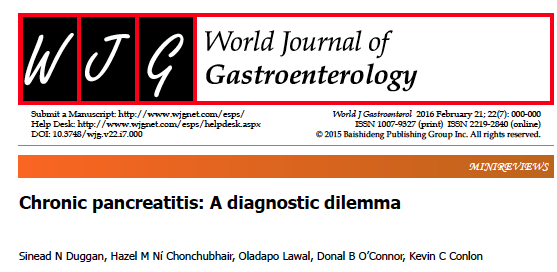 WJG
World Journal of
Gastroenterology
Submit a Manuscript: http://www.wjgnet.com/esps/
Help Desk: http://www.wjgnet.com/esps/helpdesk.aspx
DOI: 10.3748/wjg.v22.i7.000
World J Gastroenterol 2016 February 21; 22(7): 000-000
ISSN 1007-9327 (print) ISSN 2219-2840 (online)
© 2015 Baishideng Publishing Group Inc. All rights reserved.
MINIREVIEWS
Chronic pancreatitis: A diagnostic dilemma
Sinead N Duggan, Hazel M Ní Chonchubhair, Oladapo Lawal, Donal B O’Connor, Kevin C Conlon